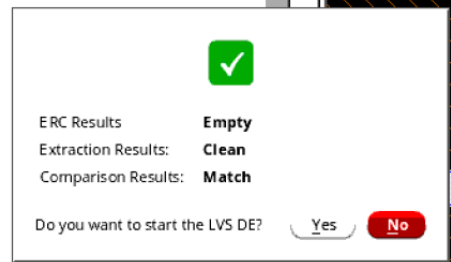 ERC Results Empty
Extraction Results: Clean
Comparison Results: Match
Do you want to start the LVS DE? Yes No